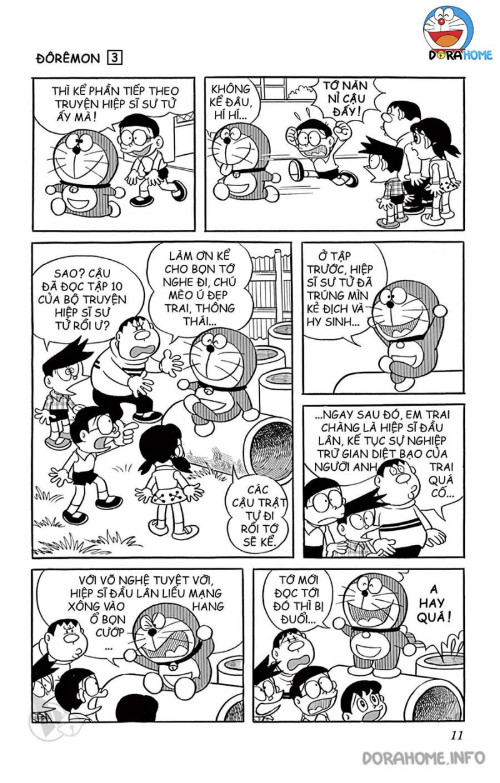 DORAHOME
ĐÔRÊMON 3
THÌ KỂ PHẦN TIẾP THEO
TRUYỆN HIỆP SĨ SƯ TỬ
ẤY MÀ!
KHÔNG
KỂ ĐÂU,
HÍ HÍ...
TỚ NĂN
NỈ CẬU
ĐẤY!
SAO? CẬU
ĐÃ ĐỌC TẬP 10
CỦA BỘ TRUYỆN
HIỆP SĨ SƯ
TỬ RỒI Ư?
LÀM ƠN KỂ
CHO BỌN TỚ
NGHE ĐI, CHÚ
MÈO Ú ĐẸP
TRAI, THÔNG
THÁI...
CÁC
CẬU TRẬT
TỰ ĐI
RỒI TỚ
SẼ KỂ.
Ở TẬP
TRƯỚC, HIỆP
SĨ SƯ TỬ ĐÃ
TRÚNG MÌN
KẺ ĐỊCH VÀ
HY SINH...
...NGAY SAU ĐÓ, EM TRAI
CHÀNG LÀ HIỆP SĨ ĐẦU
LÂN, KẾ TỤC SỰ NGHIỆP
TRỪ GIAN DIỆT BẠO CỦA
NGƯỜI ANH TRAI
QUÁ
CỐ...
VỚI VÕ NGHỆ TUYỆT VỜI,
HIỆP SĨ ĐẦU LÂN LIỀU MẠNG
XÔNG VÀO HANG
Ổ BỌN
CƯỚP
...
TỚ MỚI
ĐỌC TỚI
ĐÓ THÌ BỊ
ĐUỔI...
A
HAY
QUÁ!
11
DORAHOME.INFO